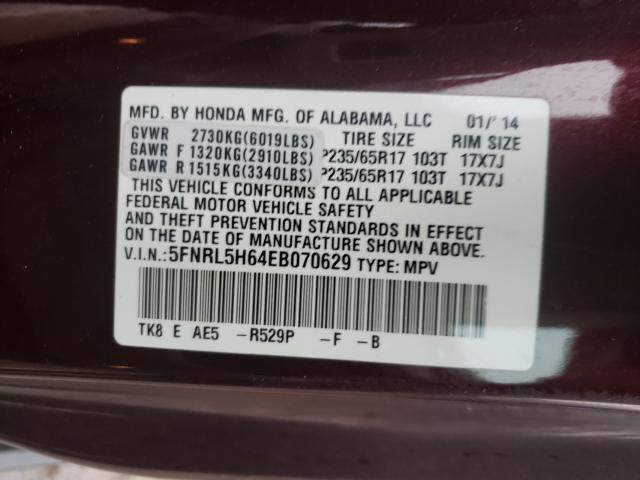 MFD. BY HONDA MFG. OF ALABAMA, LLC 01/'14
GVWR 2730KG(6019LBS) TIRE SIZE RIM SIZE
GAWR F 1320KG(2910LBS) P235/65R17 103T 17X7J
GAWR R 1515KG(3340LBS) P235/65R17 103T 17X7J
THIS VEHICLE CONFORMS TO ALL APPLICABLE
FEDERAL MOTOR VEHICLE SAFETY
AND THEFT PREVENTION STANDARDS IN EFFECT
ON THE DATE OF MANUFACTURE SHOWN ABOVE.
V.I.N.:5FNRL5H64EB070629 TYPE: MPV
TK8 E AE5 -R529P -F -B